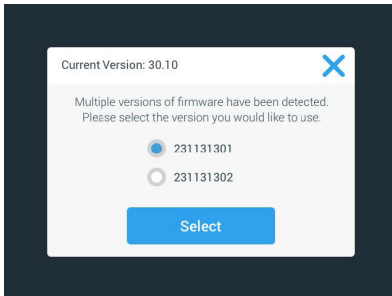 Current Version: 30.10
Multiple versions of firmware have been detected.
Please select the version you would like to use.
231131301
231131302
Select